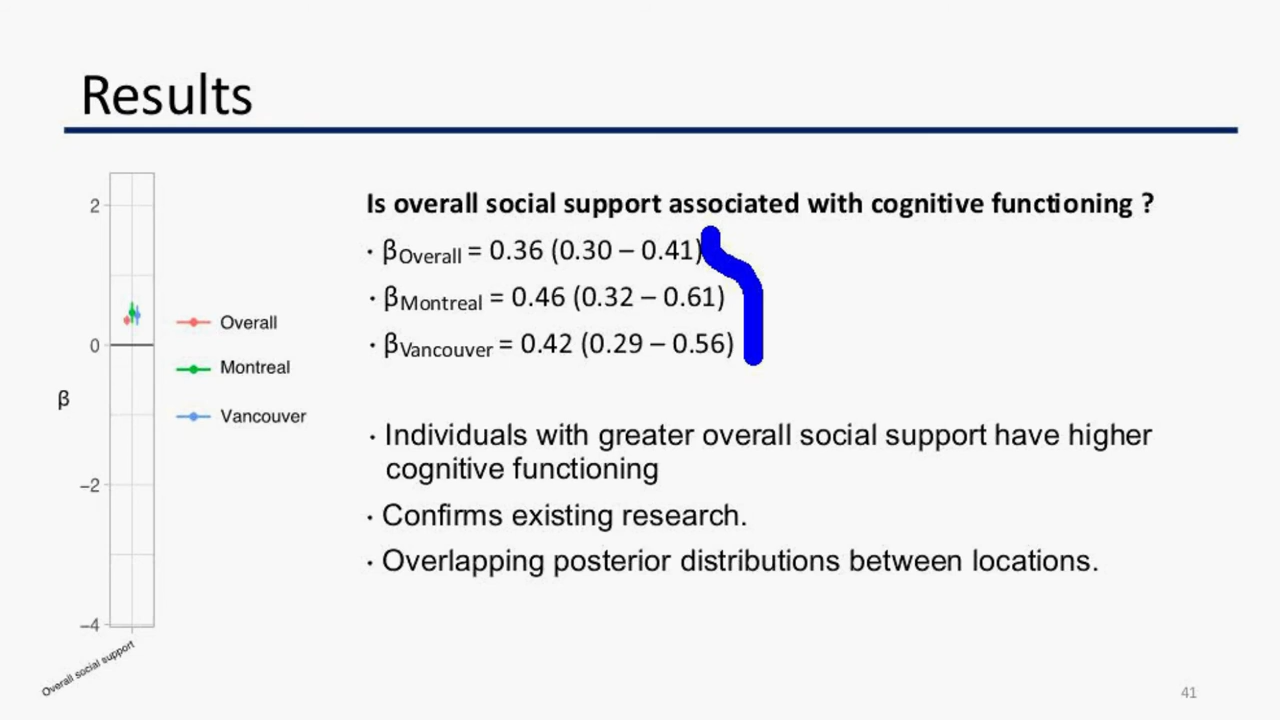 Results
2
0
β
−2
−4
Overall social support
Overall
Montreal
Vancouver
Is overall social support associated with cognitive functioning ?
· βOverall = 0.36 (0.30 – 0.41)
· βMontreal = 0.46 (0.32 – 0.61)
· βVancouver = 0.42 (0.29 – 0.56)
· Individuals with greater overall social support have higher
cognitive functioning
· Confirms existing research.
· Overlapping posterior distributions between locations.
41